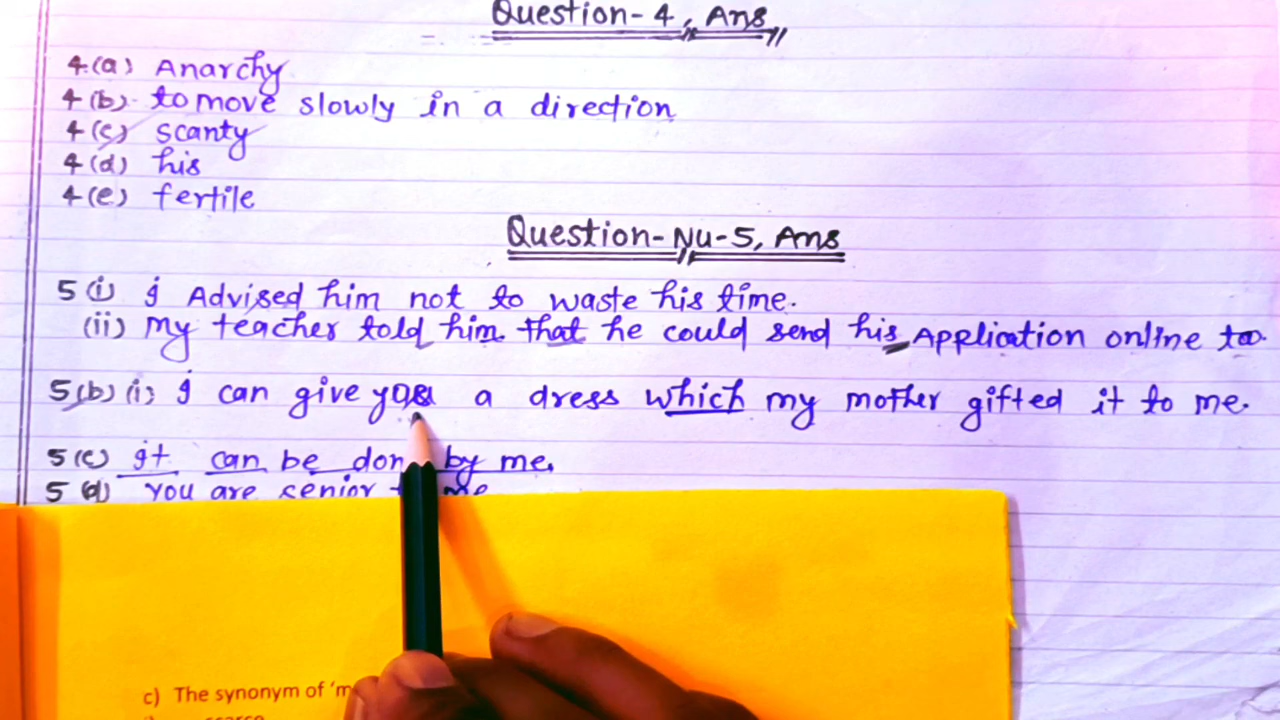 Question-4, Ans
4.(a) Anarchy
4(b). to move slowly in a direction
4(c) scanty
4(d) his
4(e) fertile
Question-Nu-5, Ans
5(i) I Advised him not to waste his time.
(ii) My teacher told him that he could send his Application online too.
5(b)(i) I can give you a dress which my mother gifted it to me.
5(c) It can be don by me.
5(d) You are senior me
c) The synonym of 'm